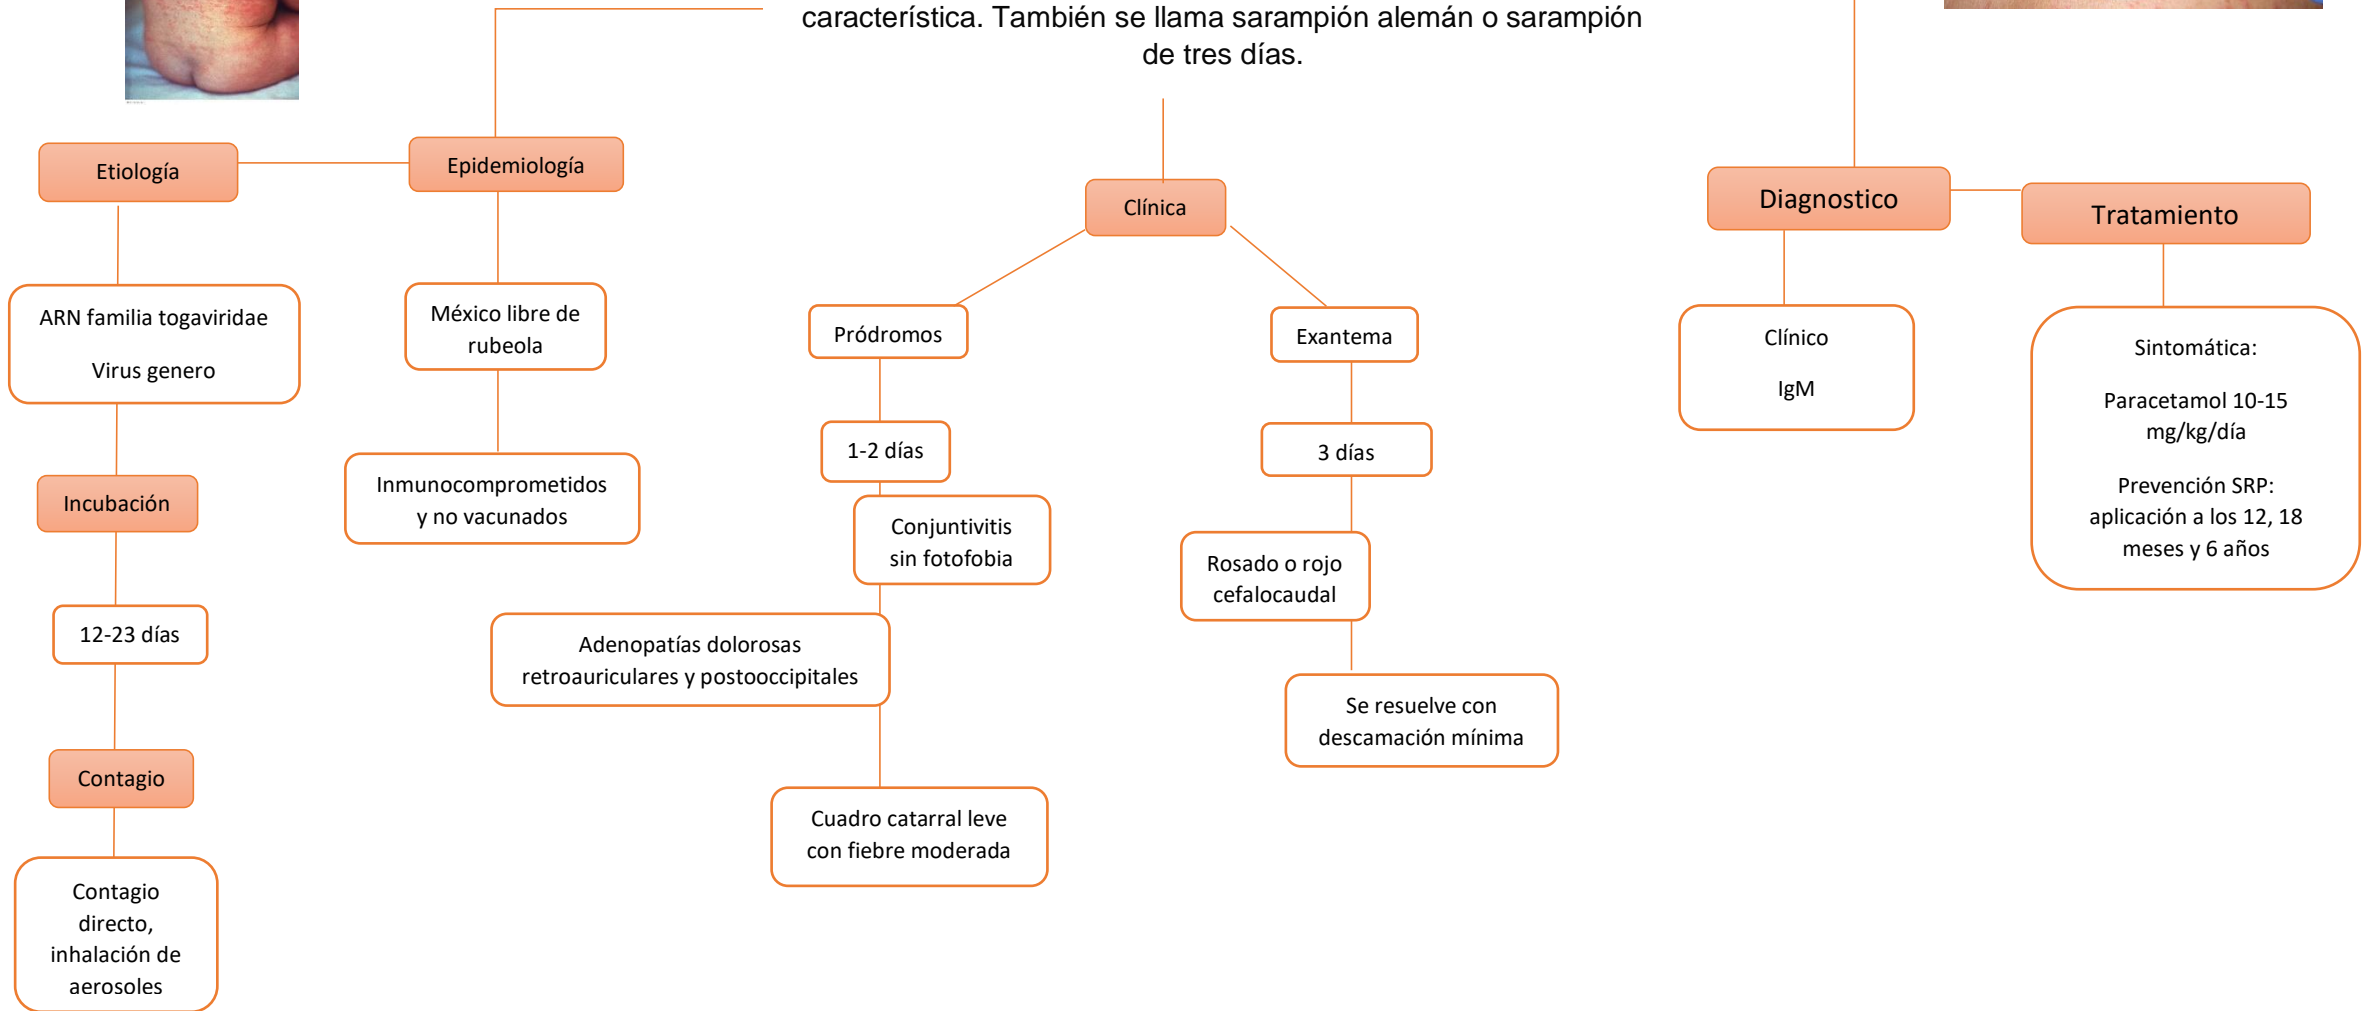 característica. También se llama sarampión alemán o sarampión
de tres días.
Etiología
Epidemiología
Clínica
Diagnostico
Tratamiento
ARN familia togaviridae
Virus genero
México libre de
rubeola
Pródromos
Exantema
Clínico
IgM
Sintomática:
Paracetamol 10-15
mg/kg/día
Prevención SRP:
aplicación a los 12, 18
meses y 6 años
1-2 días
3 días
Incubación
Inmunocomprometidos
y no vacunados
Conjuntivitis
sin fotofobia
Rosado o rojo
cefalocaudal
12-23 días
Adenopatías dolorosas
retroauriculares y postooccipitales
Se resuelve con
descamación mínima
Contagio
Cuadro catarral leve
con fiebre moderada
Contagio
directo,
inhalación de
aerosoles